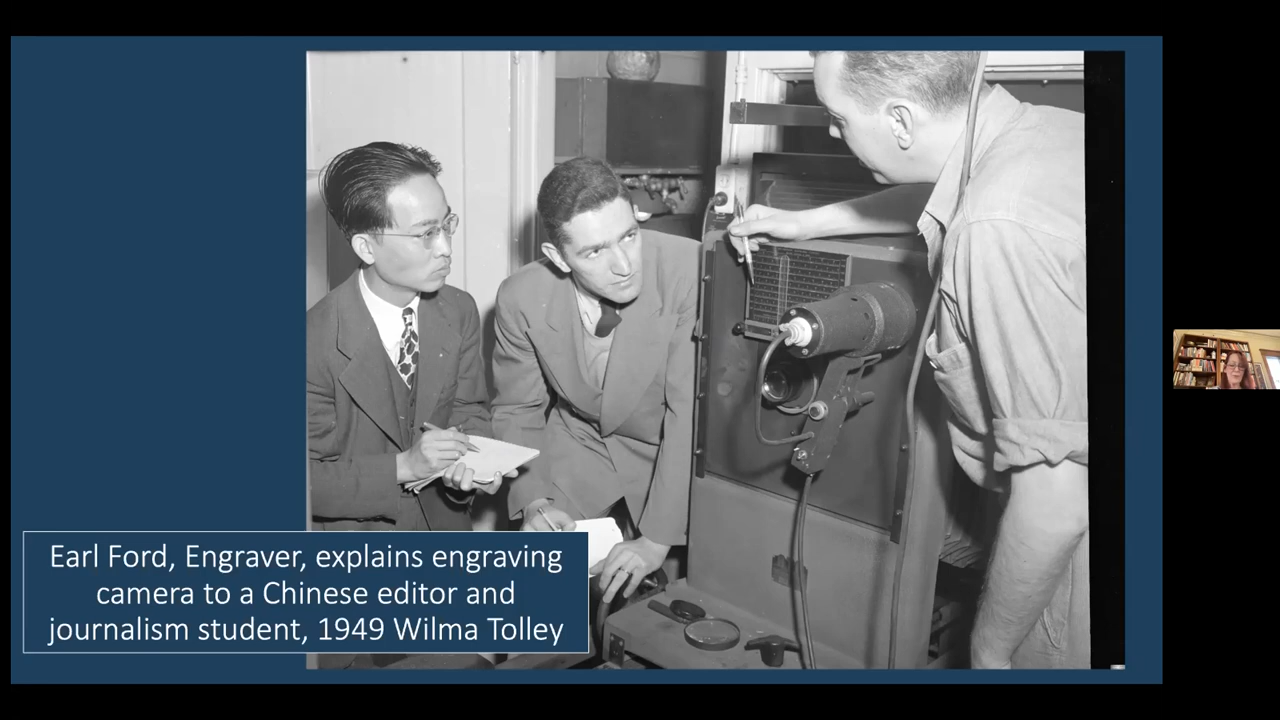 Earl Ford, Engraver, explains engraving
camera to a Chinese editor and
journalism student, 1949 Wilma Tolley